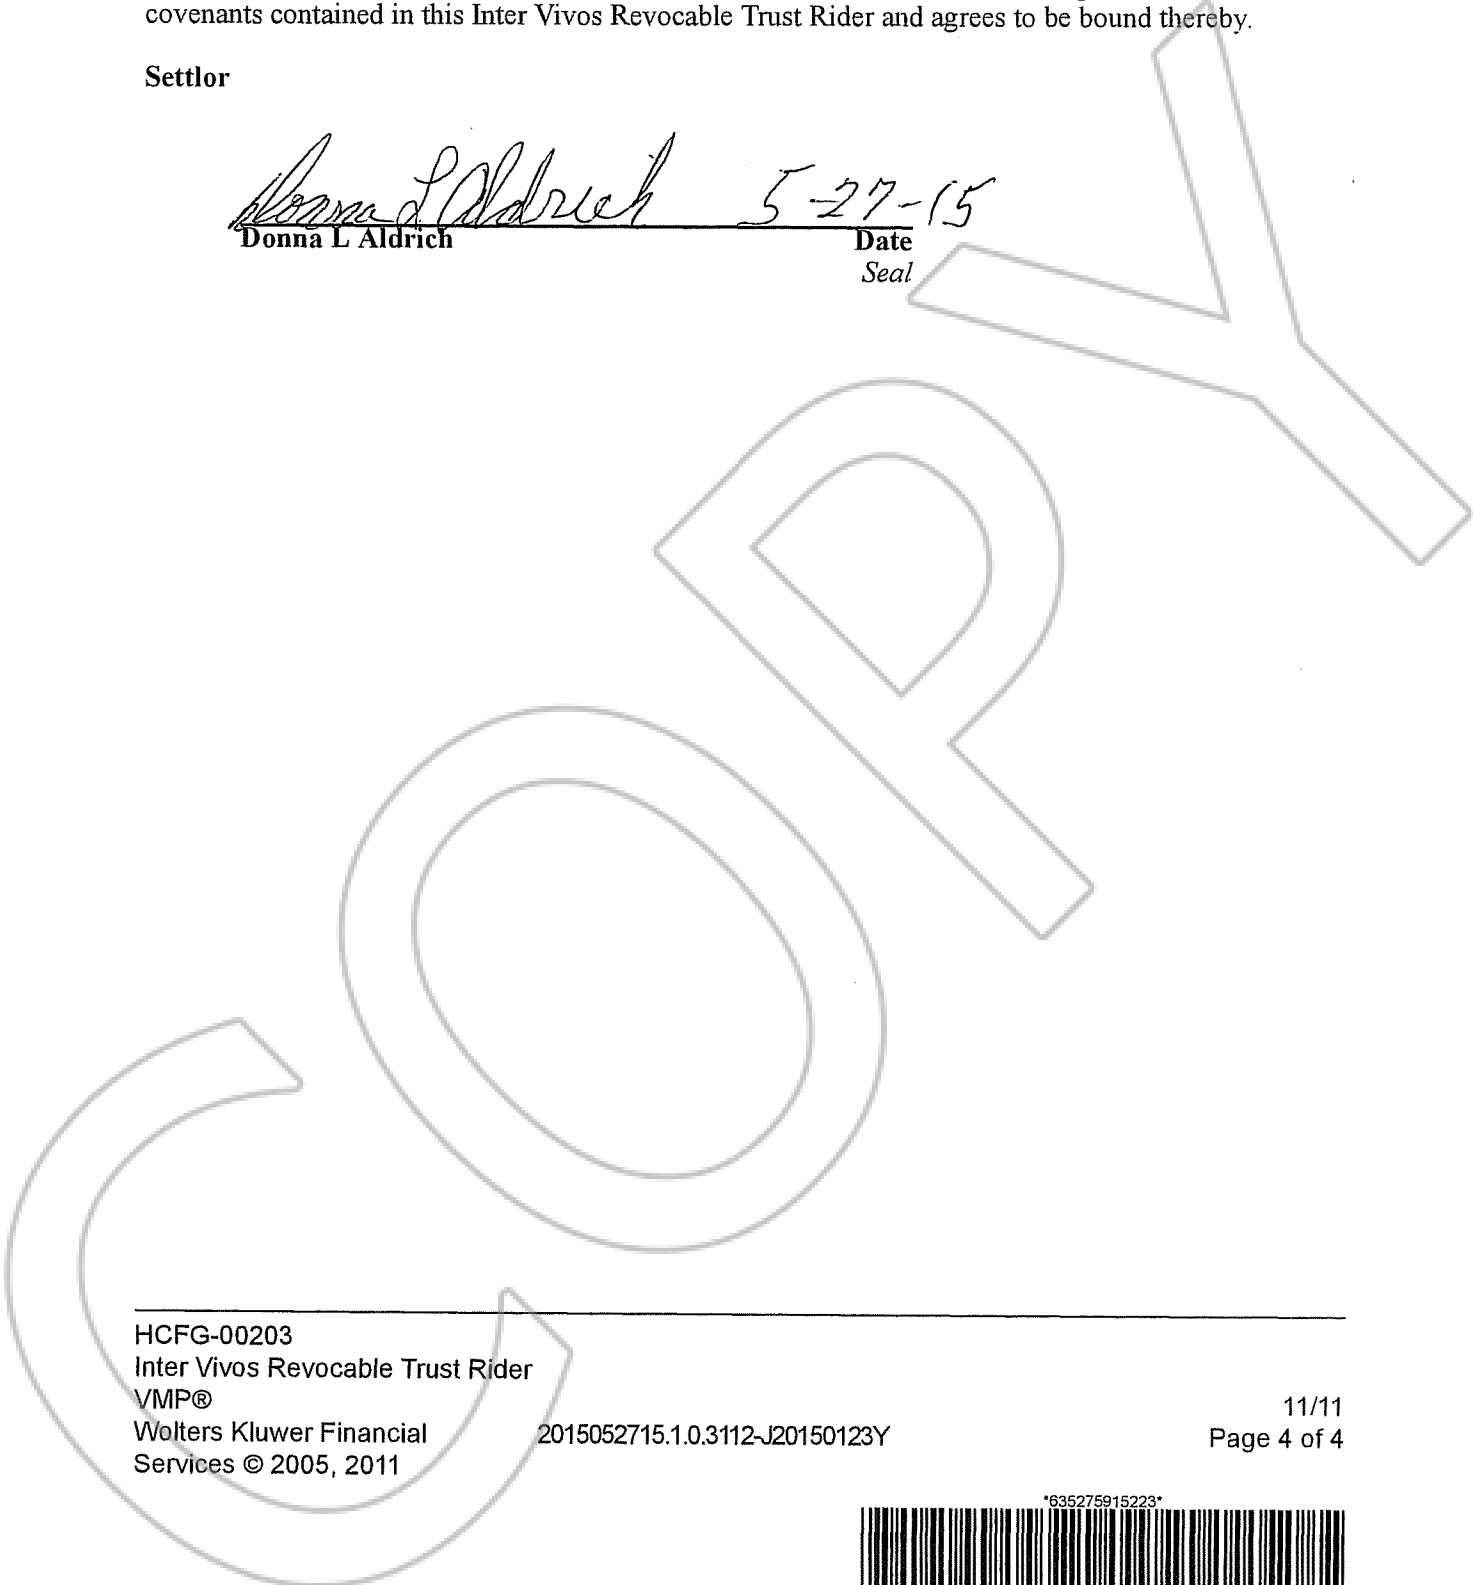 covenants contained in this Inter Vivos Revocable Trust Rider and agrees to be bound thereby.
Settlor
Donna L Aldrich 5-27-15
Donna L Aldrich Date
Seal
COPY
HCFG-00203
Inter Vivos Revocable Trust Rider
VMP®
Wolters Kluwer Financial
Services © 2005, 2011
2015052715.1.0.3112-J20150123Y
11/11
Page 4 of 4
*635275915223*